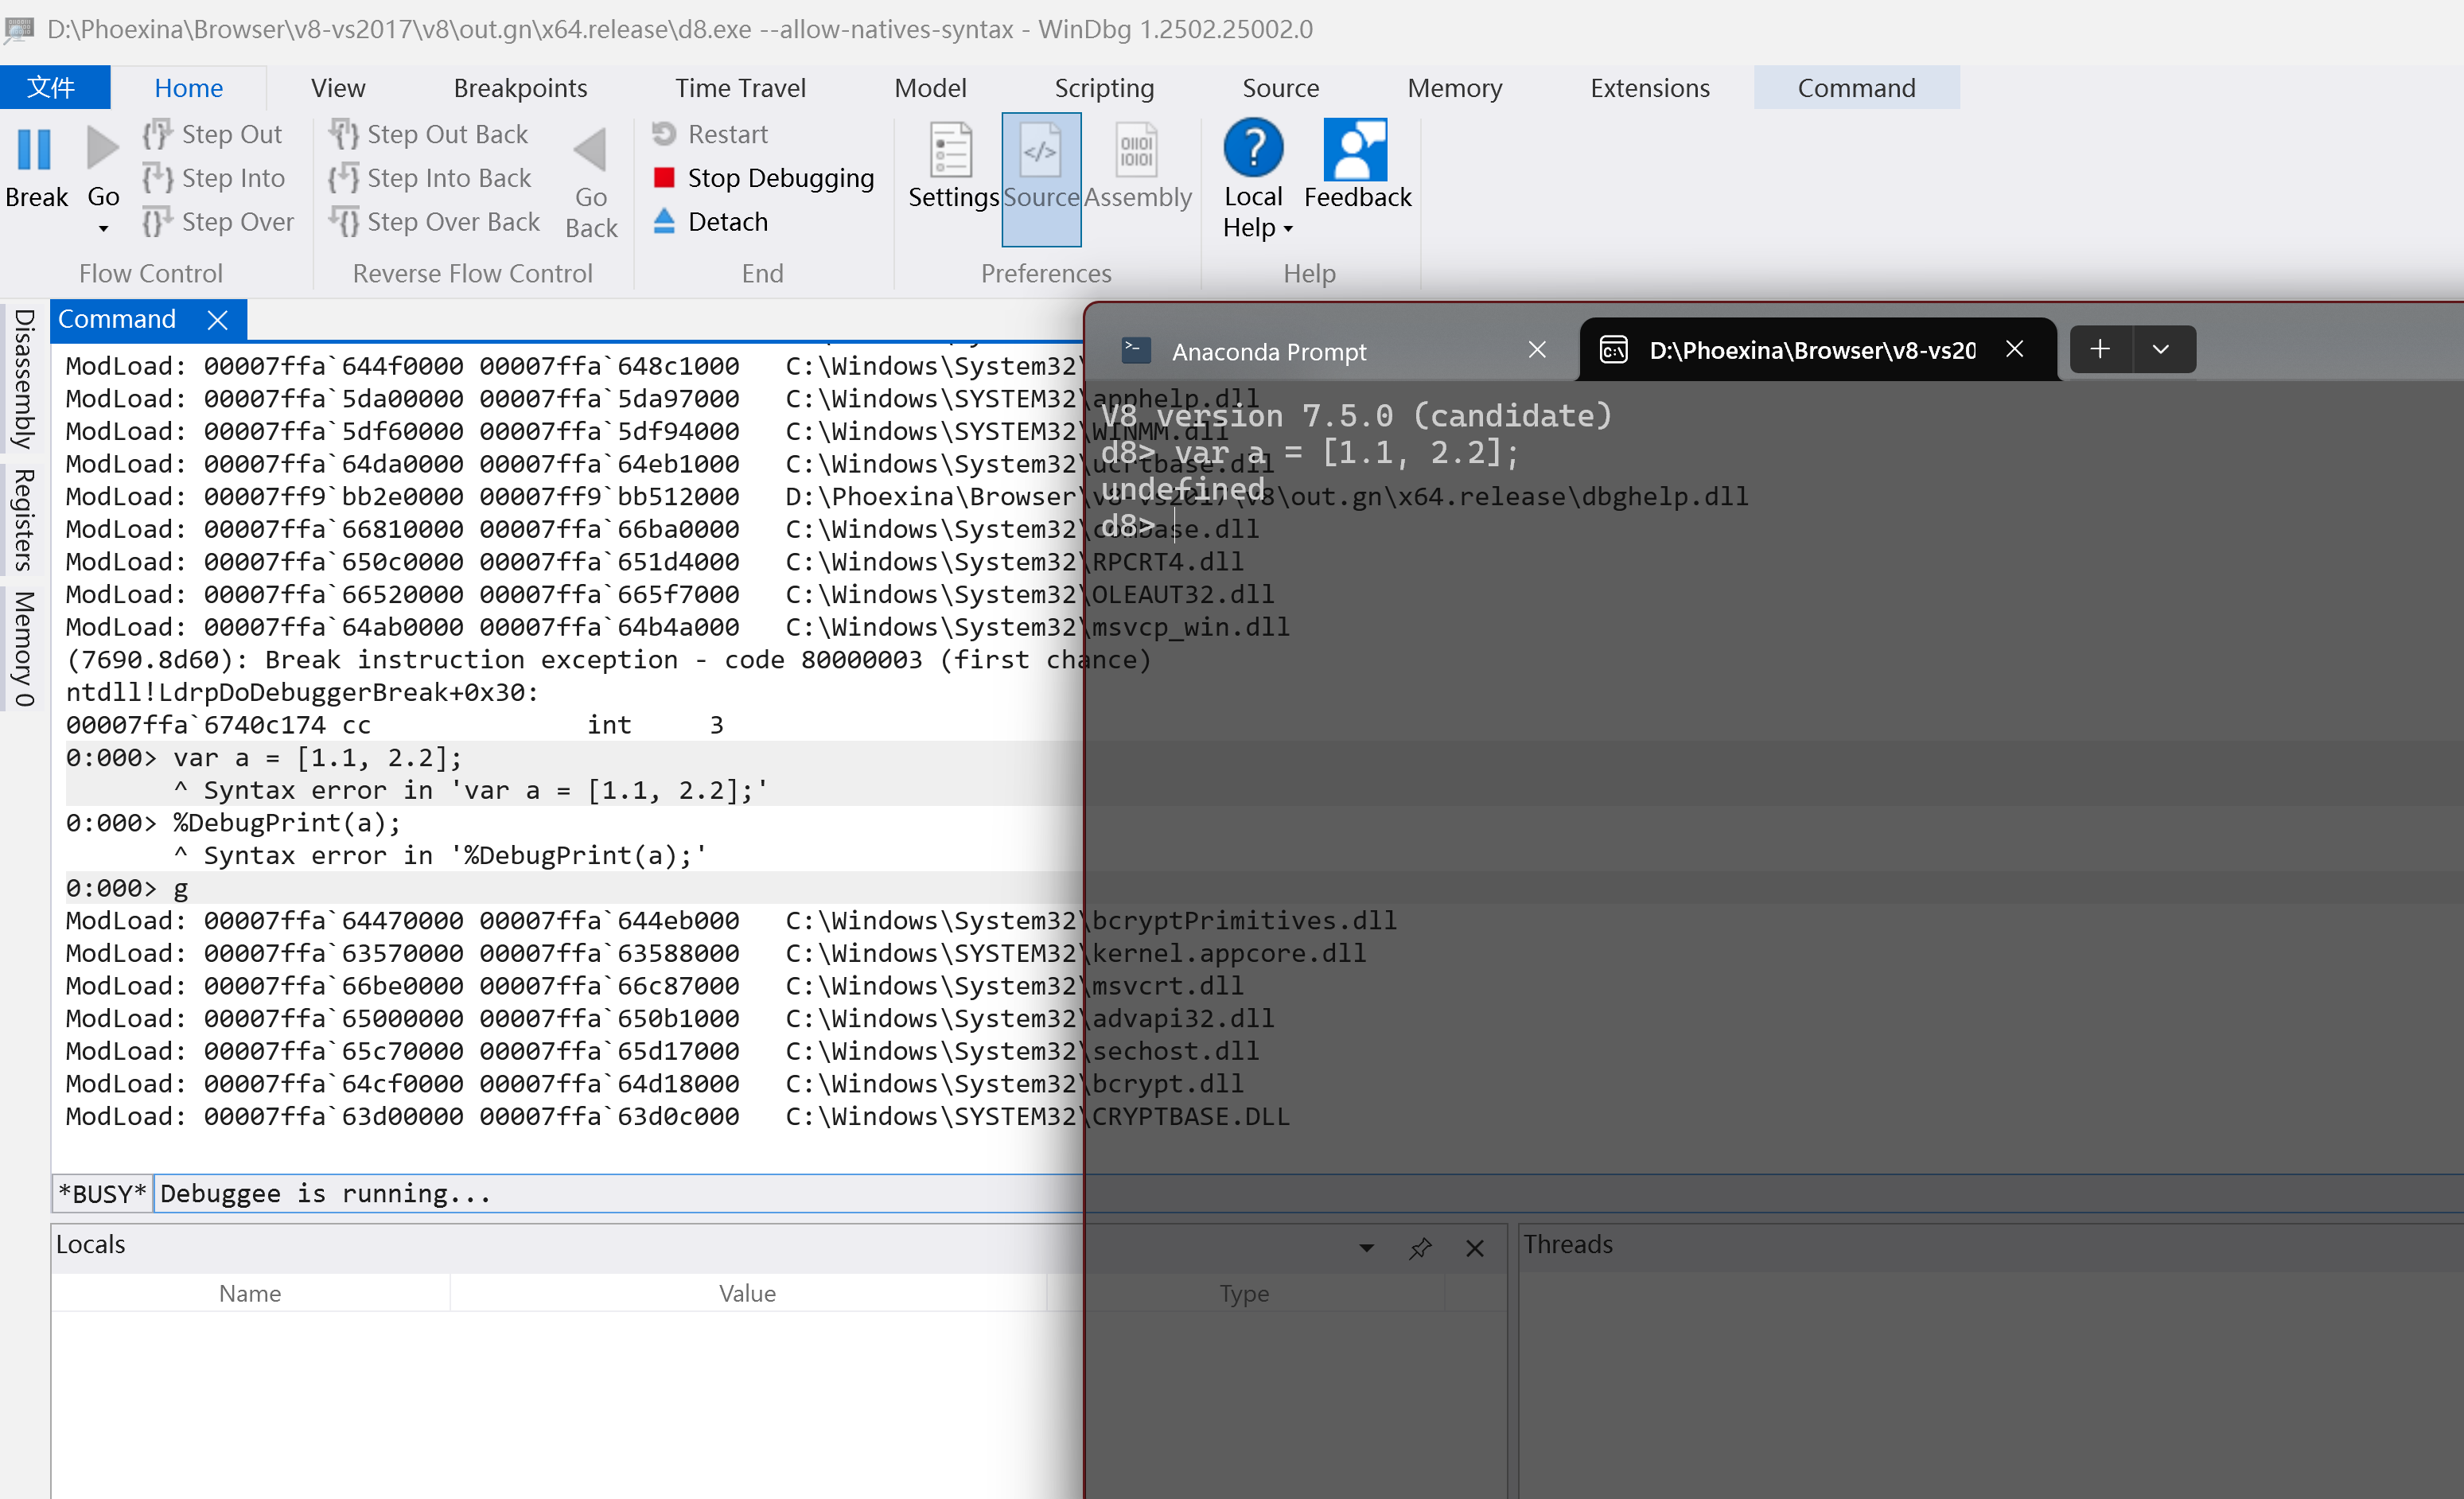 D:\Phoexina\Browser\v8-vs2017\v8\out.gn\x64.release\d8.exe --allow-natives-syntax - WinDbg 1.2502.25002.0
文件 Home View Breakpoints Time Travel Model Scripting Source Memory Extensions Command
Break
Go
Step Out
Step Into
Step Over
Flow Control
Step Out Back
Step Into Back
Step Over Back
Go Back
Reverse Flow Control
Restart
Stop Debugging
Detach
End
Settings
Source
Assembly
Preferences
Local Help
Feedback
Help
Disassembly
Registers
Memory 0
Command
ModLoad: 00007ffa`644f0000 00007ffa`648c1000   C:\Windows\System32\
ModLoad: 00007ffa`5da00000 00007ffa`5da97000   C:\Windows\SYSTEM32\apphelp.dll
ModLoad: 00007ffa`5df60000 00007ffa`5df94000   C:\Windows\SYSTEM32\WINMM.dll
ModLoad: 00007ffa`64da0000 00007ffa`64eb1000   C:\Windows\System32\ucrtbase.dll
ModLoad: 00007ff9`bb2e0000 00007ff9`bb512000   D:\Phoexina\Browser\v8-vs2017\v8\out.gn\x64.release\dbghelp.dll
ModLoad: 00007ffa`66810000 00007ffa`66ba0000   C:\Windows\System32\combase.dll
ModLoad: 00007ffa`650c0000 00007ffa`651d4000   C:\Windows\System32\RPCRT4.dll
ModLoad: 00007ffa`66520000 00007ffa`665f7000   C:\Windows\System32\OLEAUT32.dll
ModLoad: 00007ffa`64ab0000 00007ffa`64b4a000   C:\Windows\System32\msvcp_win.dll
(7690.8d60): Break instruction exception - code 80000003 (first chance)
ntdll!LdrpDoDebuggerBreak+0x30:
00007ffa`6740c174 cc              int     3
0:000> var a = [1.1, 2.2];
^ Syntax error in 'var a = [1.1, 2.2];'
0:000> %DebugPrint(a);
^ Syntax error in '%DebugPrint(a);'
0:000> g
ModLoad: 00007ffa`64470000 00007ffa`644eb000   C:\Windows\System32\bcryptPrimitives.dll
ModLoad: 00007ffa`63570000 00007ffa`63588000   C:\Windows\SYSTEM32\kernel.appcore.dll
ModLoad: 00007ffa`66be0000 00007ffa`66c87000   C:\Windows\System32\msvcrt.dll
ModLoad: 00007ffa`65000000 00007ffa`650b1000   C:\Windows\System32\advapi32.dll
ModLoad: 00007ffa`65c70000 00007ffa`65d17000   C:\Windows\System32\sechost.dll
ModLoad: 00007ffa`64cf0000 00007ffa`64d18000   C:\Windows\System32\bcrypt.dll
ModLoad: 00007ffa`63d00000 00007ffa`63d0c000   C:\Windows\SYSTEM32\CRYPTBASE.DLL
*BUSY* Debuggee is running...
Locals
Name Value Type
Threads
Anaconda Prompt
D:\Phoexina\Browser\v8-vs20
V8 version 7.5.0 (candidate)
d8> var a = [1.1, 2.2];
undefined
d8>